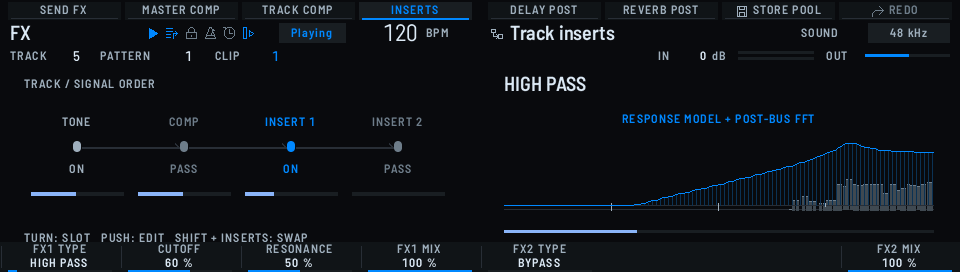 SEND FX MASTER COMP TRACK COMP INSERTS DELAY POST REVERB POST STORE POOL REDO
FX Playing 120 BPM Track inserts SOUND 48 kHz
TRACK 5 PATTERN 1 CLIP 1 IN 0 dB OUT
TRACK / SIGNAL ORDER
HIGH PASS
RESPONSE MODEL + POST-BUS FFT
TONE COMP INSERT 1 INSERT 2
ON PASS ON PASS
TURN: SLOT PUSH: EDIT SHIFT + INSERTS: SWAP
FX1 TYPE CUTOFF RESONANCE FX1 MIX FX2 TYPE FX2 MIX
HIGH PASS 60 % 50 % 100 % BYPASS 100 %